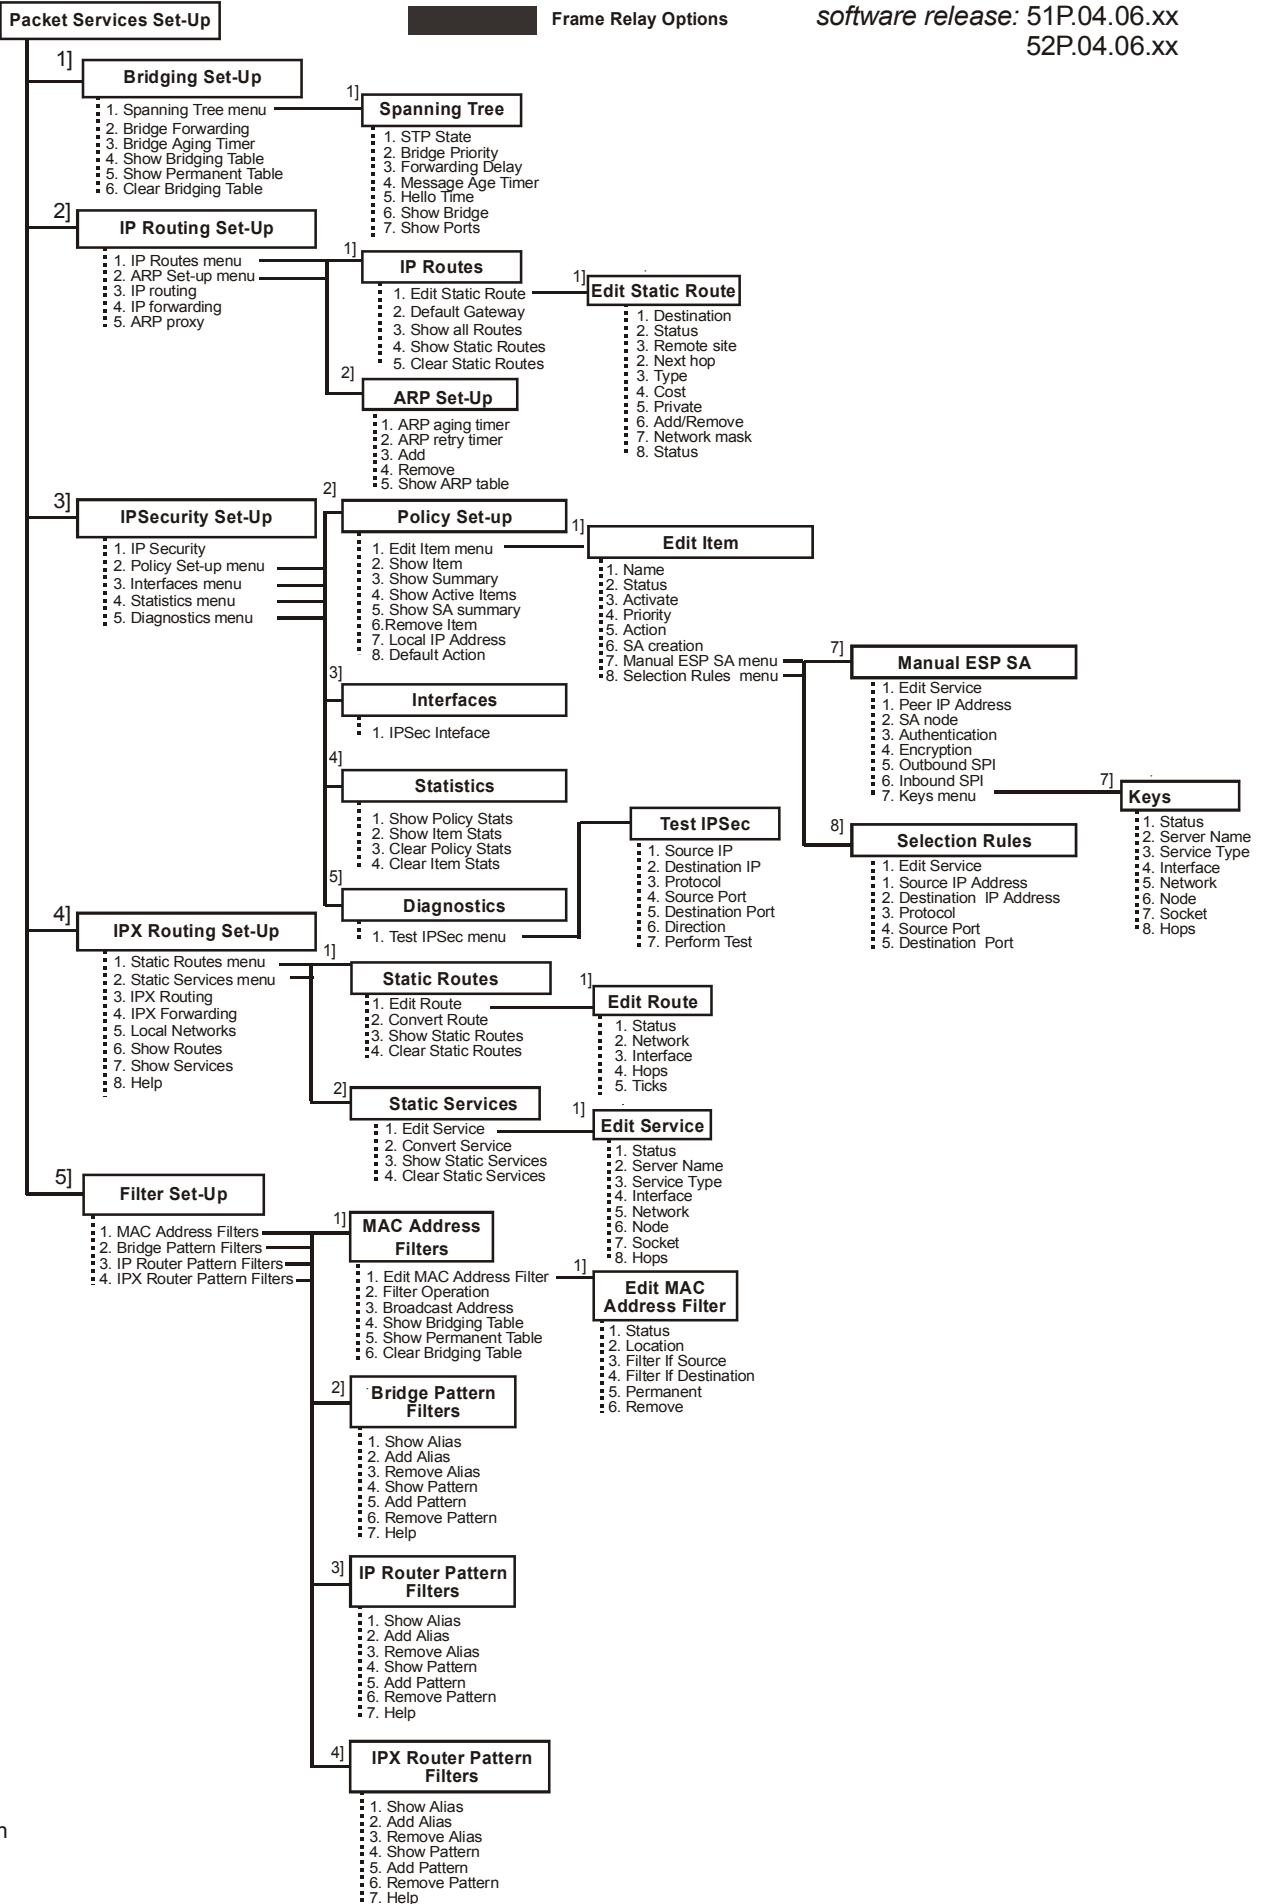 Packet Services Set-Up
Frame Relay Options
software release: 51P.04.06.xx
52P.04.06.xx
1]
Bridging Set-Up
1. Spanning Tree menu
2. Bridge Forwarding
3. Bridge Aging Timer
4. Show Bridging Table
5. Show Permanent Table
6. Clear Bridging Table
1]
Spanning Tree
1. STP State
2. Bridge Priority
3. Forwarding Delay
4. Message Age Timer
5. Hello Time
6. Show Bridge
7. Show Ports
2]
IP Routing Set-Up
1. IP Routes menu
2. ARP Set-up menu
3. IP routing
4. IP forwarding
5. ARP proxy
1]
IP Routes
1. Edit Static Route
2. Default Gateway
3. Show all Routes
4. Show Static Routes
5. Clear Static Routes
1]
Edit Static Route
1. Destination
2. Status
3. Remote site
2. Next hop
3. Type
4. Cost
5. Private
6. Add/Remove
7. Network mask
8. Status
2]
ARP Set-Up
1. ARP aging timer
2. ARP retry timer
3. Add
4. Remove
5. Show ARP table
3]
IPSecurity Set-Up
1. IP Security
2. Policy Set-up menu
3. Interfaces menu
4. Statistics menu
5. Diagnostics menu
2]
Policy Set-up
1. Edit Item menu
2. Show Item
3. Show Summary
4. Show Active Items
5. Show SA summary
6.Remove Item
7. Local IP Address
8. Default Action
1]
Edit Item
1. Name
2. Status
3. Activate
4. Priority
5. Action
6. SA creation
7. Manual ESP SA menu
8. Selection Rules menu
7]
Manual ESP SA
1. Edit Service
1. Peer IP Address
2. SA node
3. Authentication
4. Encryption
5. Outbound SPI
6. Inbound SPI
7. Keys menu
7]
Keys
1. Status
2. Server Name
3. Service Type
4. Interface
5. Network
6. Node
7. Socket
8. Hops
8]
Selection Rules
1. Edit Service
1. Source IP Address
2. Destination IP Address
3. Protocol
4. Source Port
5. Destination Port
3]
Interfaces
1. IPSec Inteface
4]
Statistics
1. Show Policy Stats
2. Show Item Stats
3. Clear Policy Stats
4. Clear Item Stats
5]
Diagnostics
1. Test IPSec menu
Test IPSec
1. Source IP
2. Destination IP
3. Protocol
4. Source Port
5. Destination Port
6. Direction
7. Perform Test
4]
IPX Routing Set-Up
1. Static Routes menu
2. Static Services menu
3. IPX Routing
4. IPX Forwarding
5. Local Networks
6. Show Routes
7. Show Services
8. Help
1]
Static Routes
1. Edit Route
2. Convert Route
3. Show Static Routes
4. Clear Static Routes
1]
Edit Route
1. Status
2. Network
3. Interface
4. Hops
5. Ticks
2]
Static Services
1. Edit Service
2. Convert Service
3. Show Static Services
4. Clear Static Services
1]
Edit Service
1. Status
2. Server Name
3. Service Type
4. Interface
5. Network
6. Node
7. Socket
8. Hops
5]
Filter Set-Up
1. MAC Address Filters
2. Bridge Pattern Filters
3. IP Router Pattern Filters
4. IPX Router Pattern Filters
1]
MAC Address
Filters
1. Edit MAC Address Filter
2. Filter Operation
3. Broadcast Address
4. Show Bridging Table
5. Show Permanent Table
6. Clear Bridging Table
1]
Edit MAC
Address Filter
1. Status
2. Location
3. Filter If Source
4. Filter If Destination
5. Permanent
6. Remove
2]
Bridge Pattern
Filters
1. Show Alias
2. Add Alias
3. Remove Alias
4. Show Pattern
5. Add Pattern
6. Remove Pattern
7. Help
3]
IP Router Pattern
Filters
1. Show Alias
2. Add Alias
3. Remove Alias
4. Show Pattern
5. Add Pattern
6. Remove Pattern
7. Help
4]
IPX Router Pattern
Filters
1. Show Alias
2. Add Alias
3. Remove Alias
4. Show Pattern
5. Add Pattern
6. Remove Pattern
7. Help